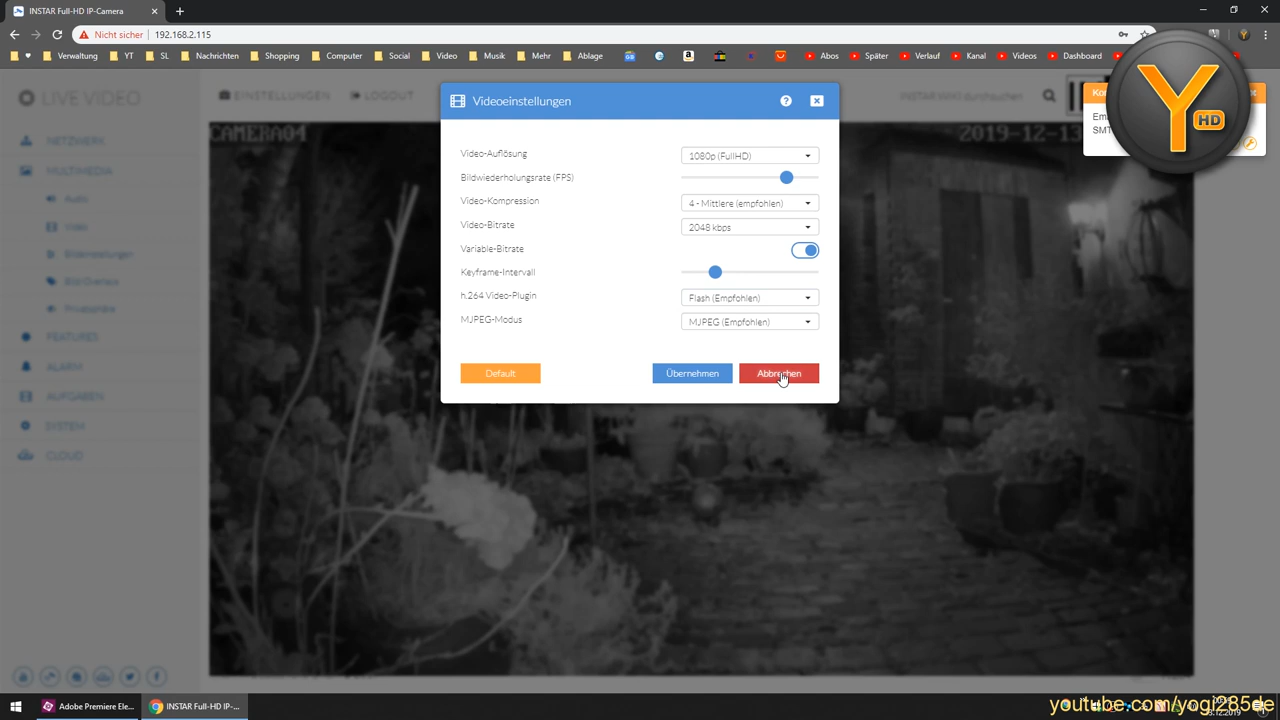 INSTAR Full-HD IP-Camera
Nicht sicher
192.168.2.115
Verwaltung
YT
SL
Nachrichten
Shopping
Computer
Social
Video
Musik
Mehr
Ablage
Abos
Später
Verlauf
Kanal
Videos
Dashboard
LIVE VIDEO
EINSTELLUNGEN
LOGOUT
INSTAR Wiki durchsuchen
CAMERA04
2019-12-13
NETZWERK
MULTIMEDIA
Audio
Video
Bildeinstellungen
Privatsphäre
FEATURES
ALARM
AUFGABEN
SYSTEM
CLOUD
Videoeinstellungen
Video-Auflösung
1080p (FullHD)
Bildwiederholungsrate (FPS)
Video-Kompression
4 - Mittlere (empfohlen)
Video-Bitrate
2048 kbps
Variable-Bitrate
Keyframe-Intervall
h.264 Video-Plugin
Flash (Empfohlen)
MJPEG-Modus
MJPEG (Empfohlen)
Default
Übernehmen
Abbrechen
Y
HD
Adobe Premiere Ele...
INSTAR Full-HD IP-...
youtube.com/yogi285de